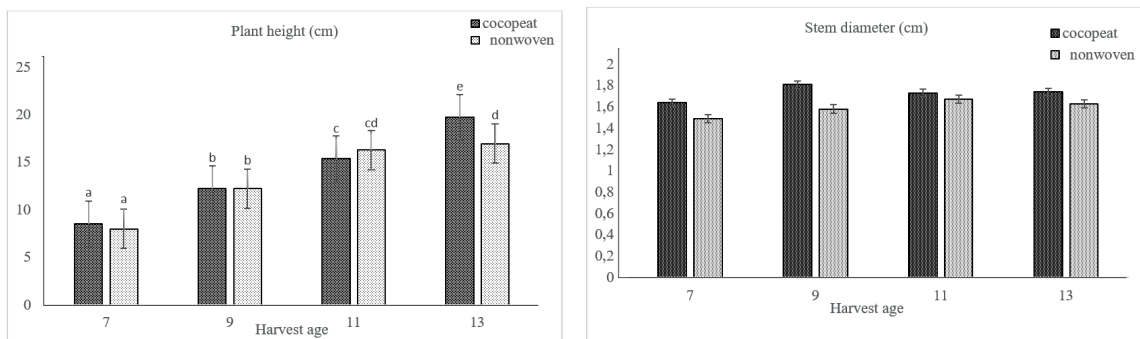 Plant height (cm)
cocopeat
nonwoven
25
20
15
10
5
0
a
a
b
b
c
cd
e
d
7
9
11
13
Harvest age
Stem diameter (cm)
cocopeat
nonwoven
2
1,8
1,6
1,4
1,2
1
0,8
0,6
0,4
0,2
0
7
9
11
13
Harvest age